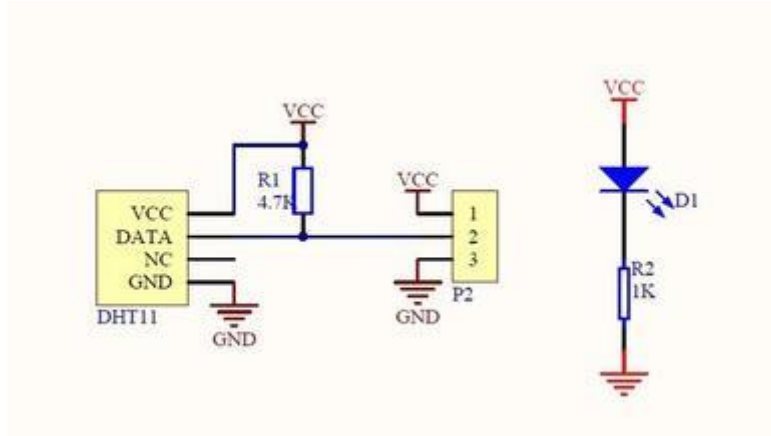 VCC
R1
4.7K
VCC
DATA
NC
GND
DHT11
GND
VCC
1
2
3
P2
GND
VCC
D1
R2
1K